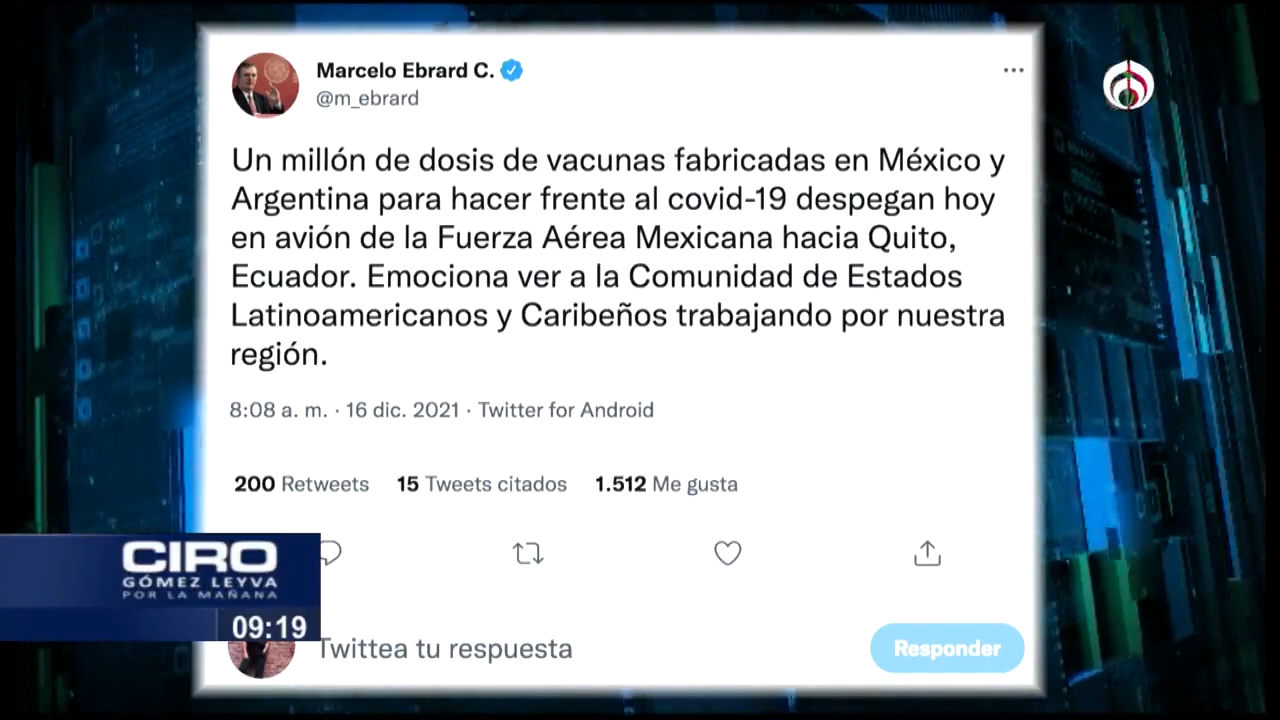 Marcelo Ebrard C.
@m_ebrard
Un millón de dosis de vacunas fabricadas en México y
Argentina para hacer frente al covid-19 despegan hoy
en avión de la Fuerza Aérea Mexicana hacia Quito,
Ecuador. Emociona ver a la Comunidad de Estados
Latinoamericanos y Caribeños trabajando por nuestra
región.
8:08 a. m. · 16 dic. 2021 · Twitter for Android
200 Retweets 15 Tweets citados 1.512 Me gusta
CIRO
GÓMEZ LEYVA
POR LA MAÑANA
09:19
Twittea tu respuesta
Responder